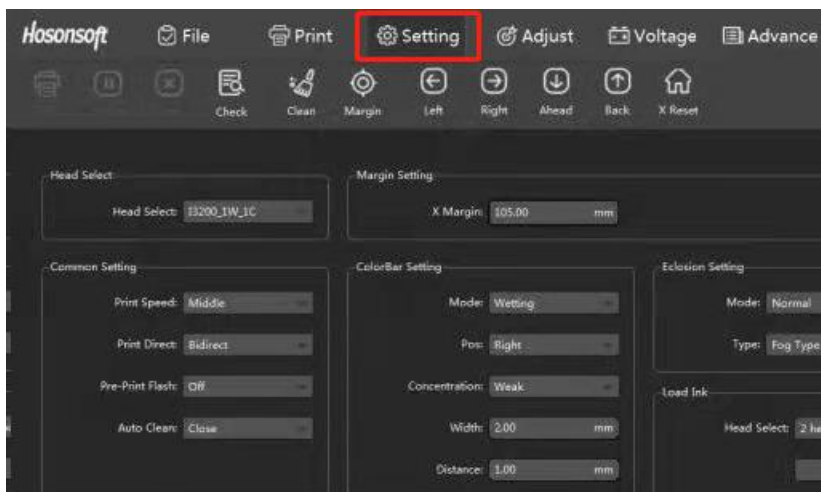 Hosonsoft File Print Setting Adjust Voltage Advance
Check Clean Margin Left Right Ahead Back X Reset
Head Select
Head Select: I3200_1W_1C
Margin Setting
X Margin: 105.00 mm
Common Setting
Print Speed: Middle
Print Direct: Bidirect
Pre-Print Flash: Off
Auto Clean: Close
ColorBar Setting
Mode: Wetting
Pos: Right
Concentration: Weak
Width: 2.00 mm
Distance: 1.00 mm
Eclosion Setting
Mode: Normal
Type: Fog Type
Load Ink
Head Select: 2 he